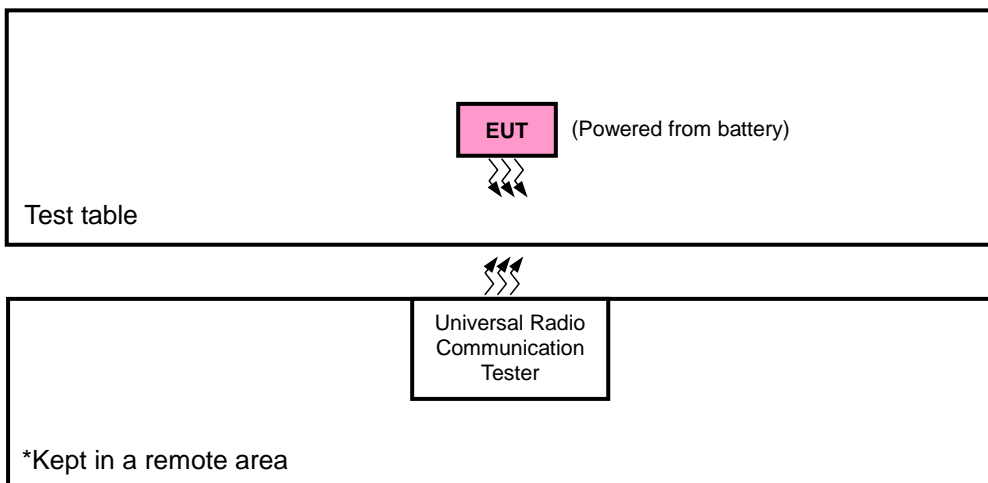 EUT
(Powered from battery)
Test table
Universal Radio
Communication
Tester
*Kept in a remote area